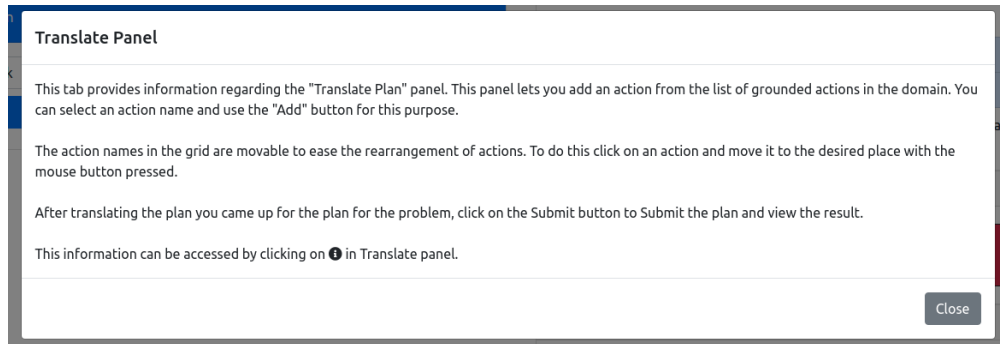 Translate Panel
This tab provides information regarding the "Translate Plan" panel. This panel lets you add an action from the list of grounded actions in the domain. You
can select an action name and use the "Add" button for this purpose.
The action names in the grid are movable to ease the rearrangement of actions. To do this click on an action and move it to the desired place with the
mouse button pressed.
After translating the plan you came up for the plan for the problem, click on the Submit button to Submit the plan and view the result.
This information can be accessed by clicking on in Translate panel.
Close